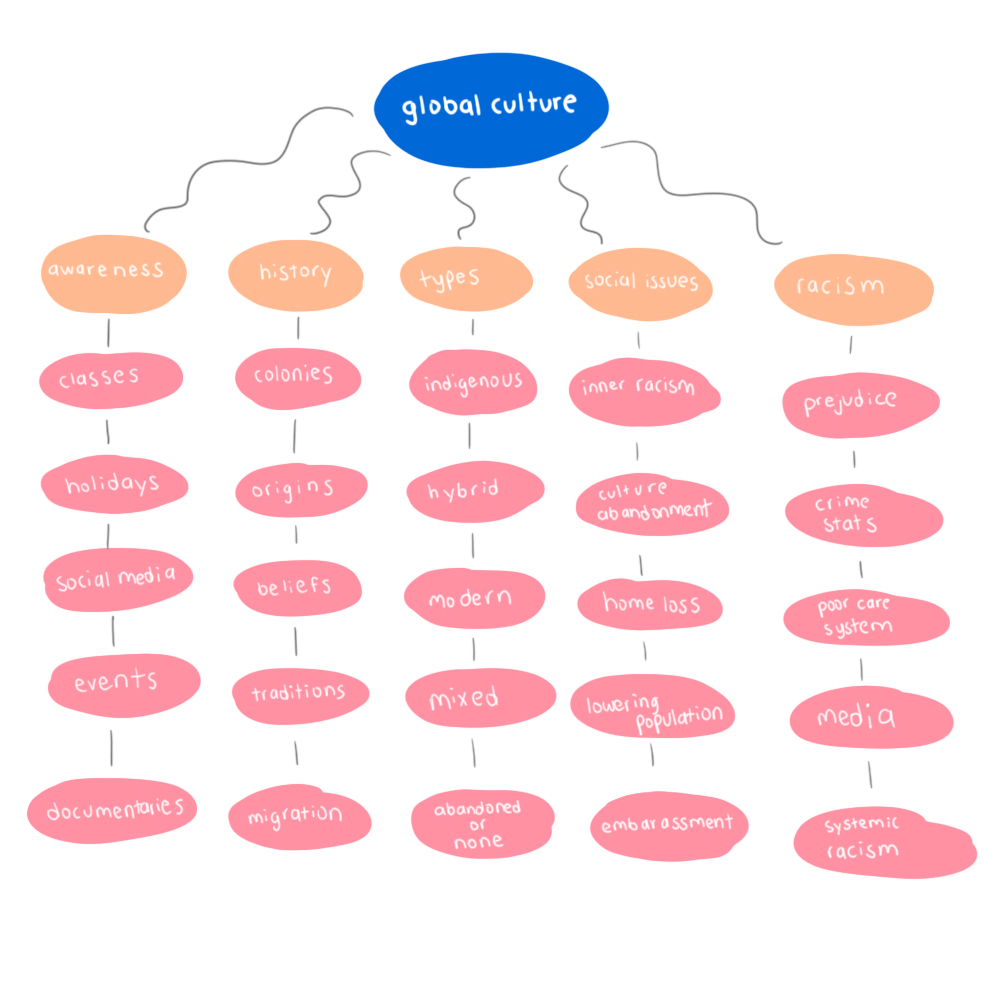 global culture
awareness
classes
holidays
social media
events
documentaries
history
colonies
origins
beliefs
traditions
migration
types
indigenous
hybrid
modern
mixed
abandoned
or
none
social issues
inner racism
culture
abandonment
home loss
lowering
population
embarassment
racism
prejudice
crime
stats
poor care
system
media
systemic
racism